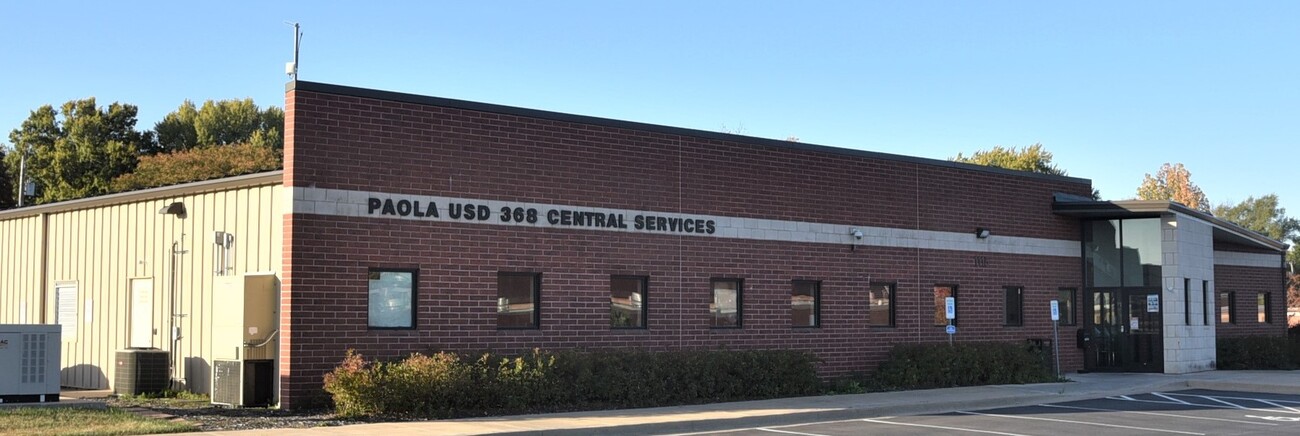 PAOLA USD 368 CENTRAL SERVICES